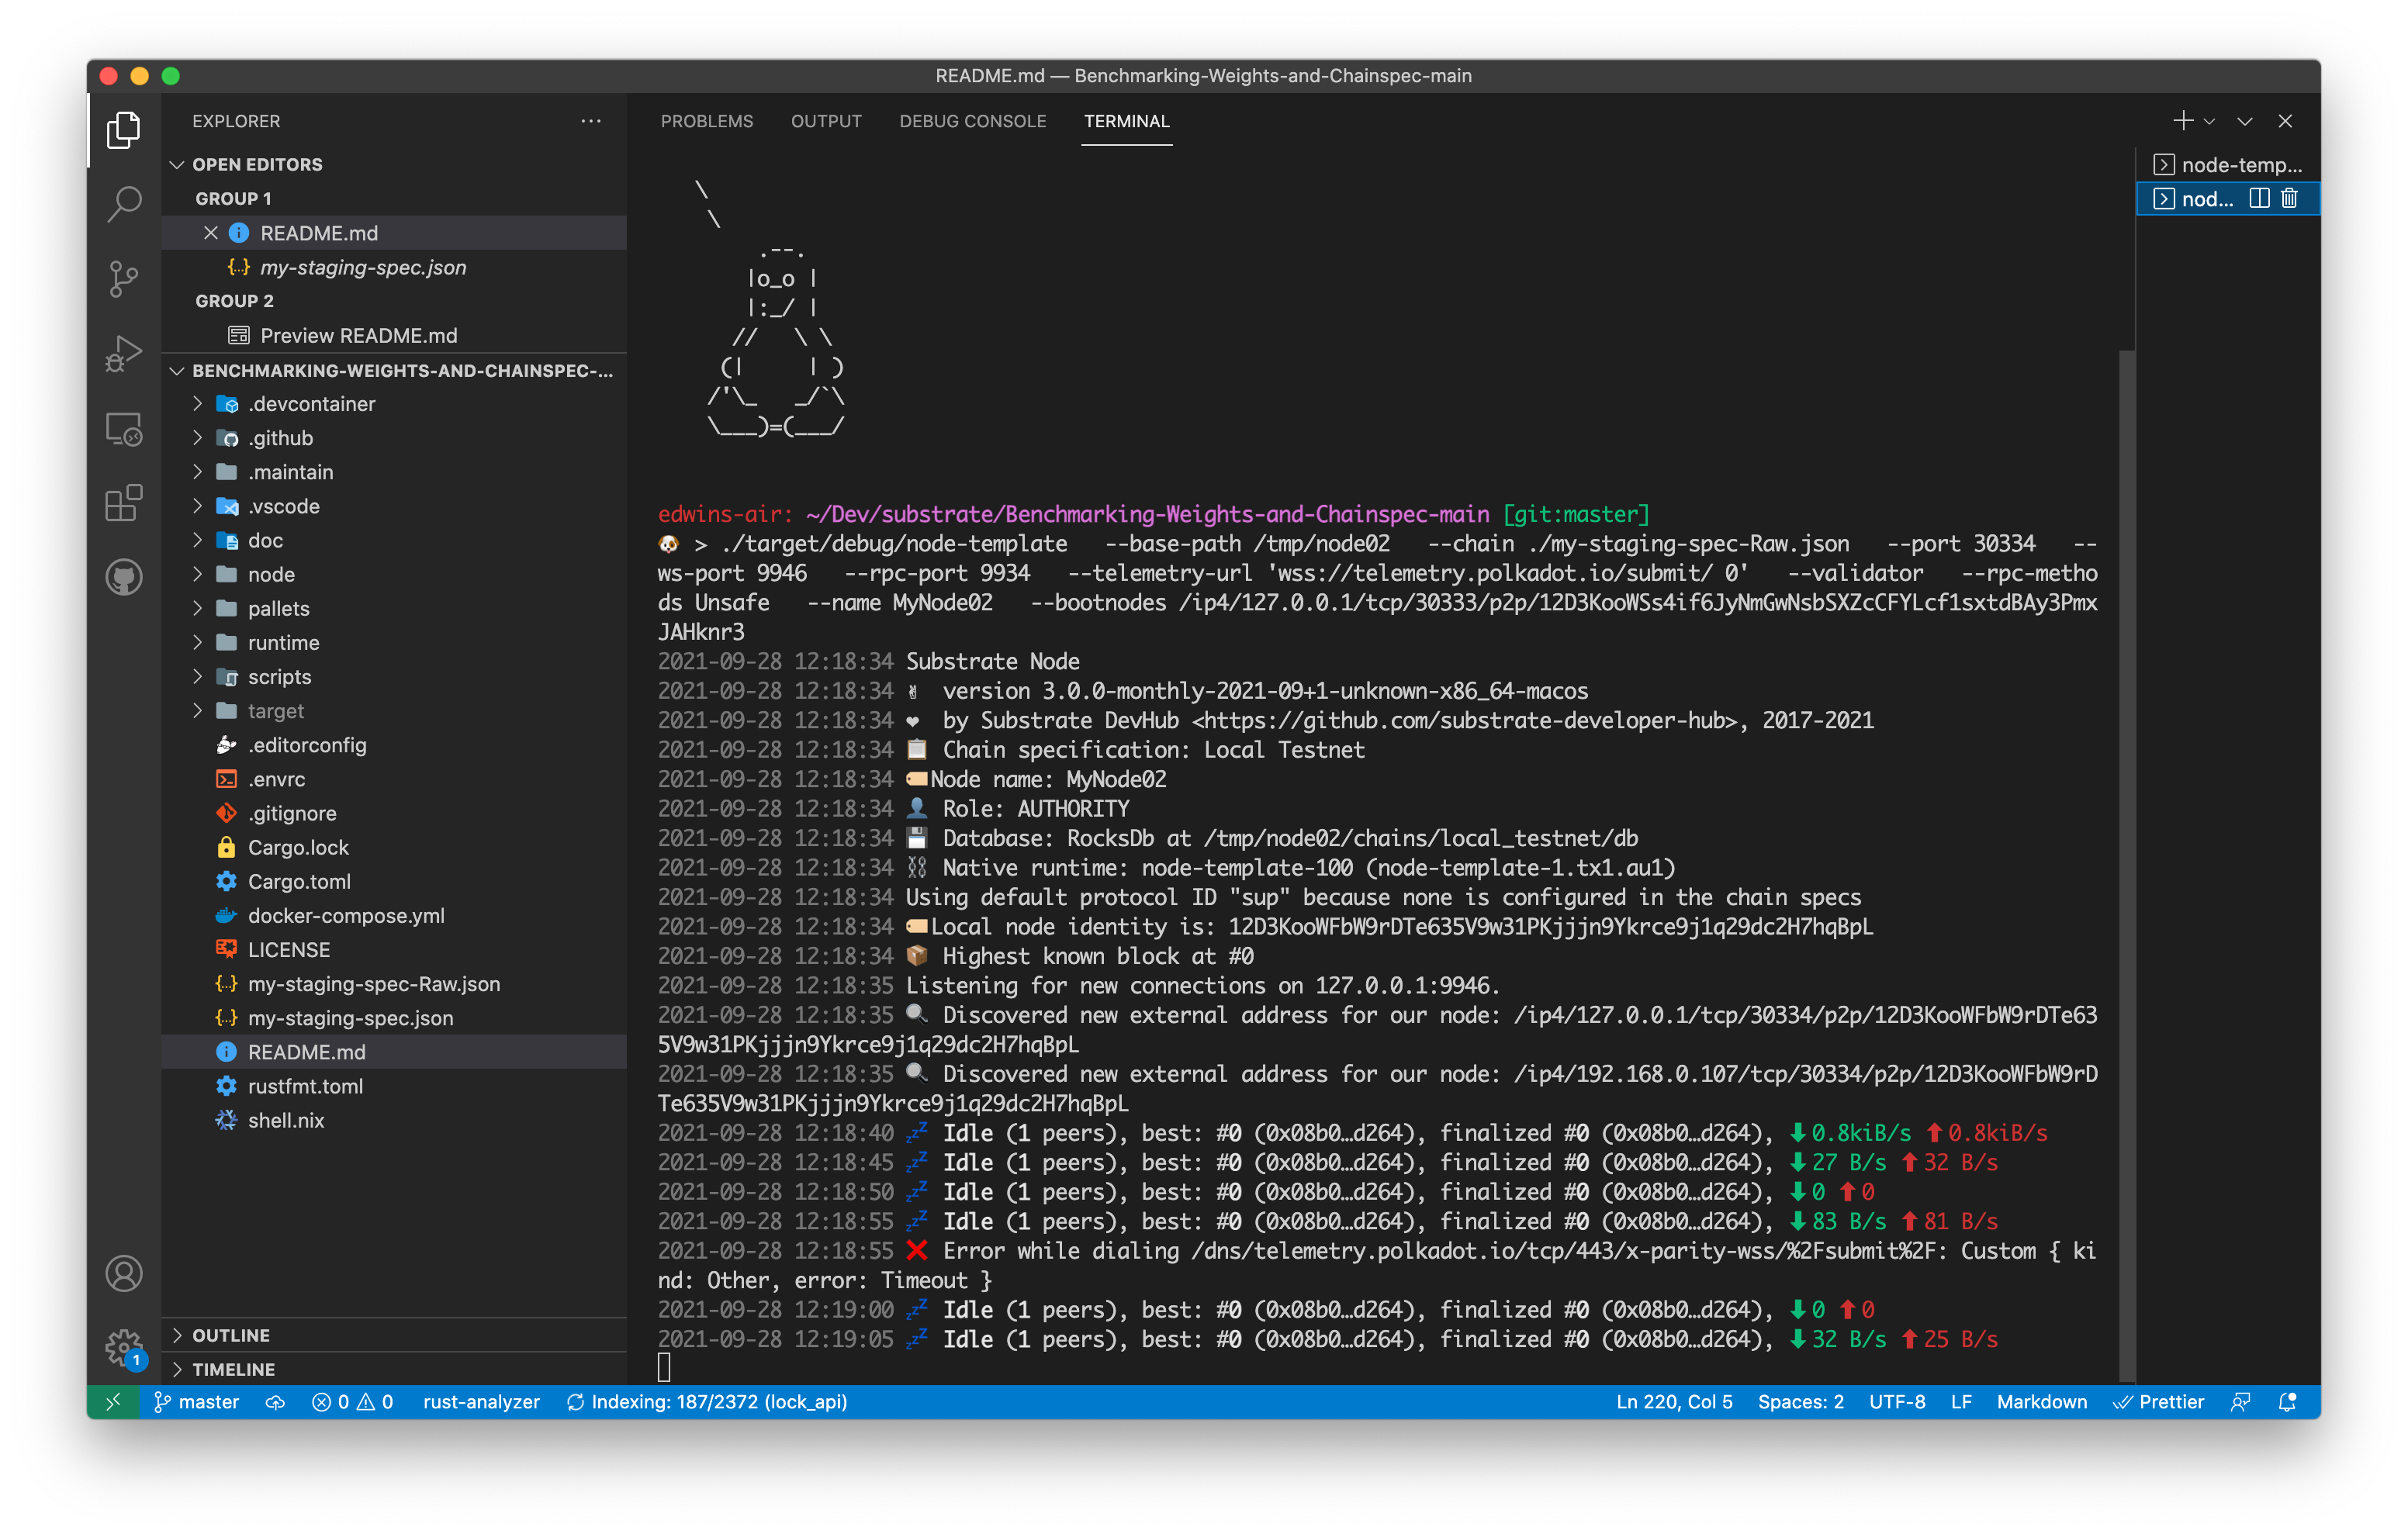 README.md — Benchmarking-Weights-and-Chainspec-main
EXPLORER
OPEN EDITORS
GROUP 1
README.md
my-staging-spec.json
GROUP 2
Preview README.md
BENCHMARKING-WEIGHTS-AND-CHAINSPEC-...
.devcontainer
.github
.maintain
.vscode
doc
node
pallets
runtime
scripts
target
.editorconfig
.envrc
.gitignore
Cargo.lock
Cargo.toml
docker-compose.yml
LICENSE
my-staging-spec-Raw.json
my-staging-spec.json
README.md
rustfmt.toml
shell.nix
OUTLINE
TIMELINE
PROBLEMS OUTPUT DEBUG CONSOLE TERMINAL
node-temp...
nod...
\
\
.--.
|o_o |
|:_/ |
// \ \
(| | )
/'\_ _/`\
\___)=(___/
edwins-air: ~/Dev/substrate/Benchmarking-Weights-and-Chainspec-main [git:master]
🐶 > ./target/debug/node-template --base-path /tmp/node02 --chain ./my-staging-spec-Raw.json --port 30334 --
ws-port 9946 --rpc-port 9934 --telemetry-url 'wss://telemetry.polkadot.io/submit/ 0' --validator --rpc-metho
ds Unsafe --name MyNode02 --bootnodes /ip4/127.0.0.1/tcp/30333/p2p/12D3KooWSs4if6JyNmGwNsbSXZcCFYLcf1sxtdBAy3Pmx
JAHknr3
2021-09-28 12:18:34 Substrate Node
2021-09-28 12:18:34 ✌️ version 3.0.0-monthly-2021-09+1-unknown-x86_64-macos
2021-09-28 12:18:34 ❤️ by Substrate DevHub <https://github.com/substrate-developer-hub>, 2017-2021
2021-09-28 12:18:34 📋 Chain specification: Local Testnet
2021-09-28 12:18:34 🏷Node name: MyNode02
2021-09-28 12:18:34 👤 Role: AUTHORITY
2021-09-28 12:18:34 💾 Database: RocksDb at /tmp/node02/chains/local_testnet/db
2021-09-28 12:18:34 ⛓ Native runtime: node-template-100 (node-template-1.tx1.au1)
2021-09-28 12:18:34 Using default protocol ID "sup" because none is configured in the chain specs
2021-09-28 12:18:34 🏷Local node identity is: 12D3KooWFbW9rDTe635V9w31PKjjjn9Ykrce9j1q29dc2H7hqBpL
2021-09-28 12:18:34 📦 Highest known block at #0
2021-09-28 12:18:35 Listening for new connections on 127.0.0.1:9946.
2021-09-28 12:18:35 🔍 Discovered new external address for our node: /ip4/127.0.0.1/tcp/30334/p2p/12D3KooWFbW9rDTe63
5V9w31PKjjjn9Ykrce9j1q29dc2H7hqBpL
2021-09-28 12:18:35 🔍 Discovered new external address for our node: /ip4/192.168.0.107/tcp/30334/p2p/12D3KooWFbW9rD
Te635V9w31PKjjjn9Ykrce9j1q29dc2H7hqBpL
2021-09-28 12:18:40 💤 Idle (1 peers), best: #0 (0x08b0…d264), finalized #0 (0x08b0…d264), ⬇ 0.8kiB/s ⬆ 0.8kiB/s
2021-09-28 12:18:45 💤 Idle (1 peers), best: #0 (0x08b0…d264), finalized #0 (0x08b0…d264), ⬇ 27 B/s ⬆ 32 B/s
2021-09-28 12:18:50 💤 Idle (1 peers), best: #0 (0x08b0…d264), finalized #0 (0x08b0…d264), ⬇ 0 ⬆ 0
2021-09-28 12:18:55 💤 Idle (1 peers), best: #0 (0x08b0…d264), finalized #0 (0x08b0…d264), ⬇ 83 B/s ⬆ 81 B/s
2021-09-28 12:18:55 ❌ Error while dialing /dns/telemetry.polkadot.io/tcp/443/x-parity-wss/%2Fsubmit%2F: Custom { ki
nd: Other, error: Timeout }
2021-09-28 12:19:00 💤 Idle (1 peers), best: #0 (0x08b0…d264), finalized #0 (0x08b0…d264), ⬇ 0 ⬆ 0
2021-09-28 12:19:05 💤 Idle (1 peers), best: #0 (0x08b0…d264), finalized #0 (0x08b0…d264), ⬇ 32 B/s ⬆ 25 B/s
1
master 0 0 rust-analyzer Indexing: 187/2372 (lock_api) Ln 220, Col 5 Spaces: 2 UTF-8 LF Markdown Prettier